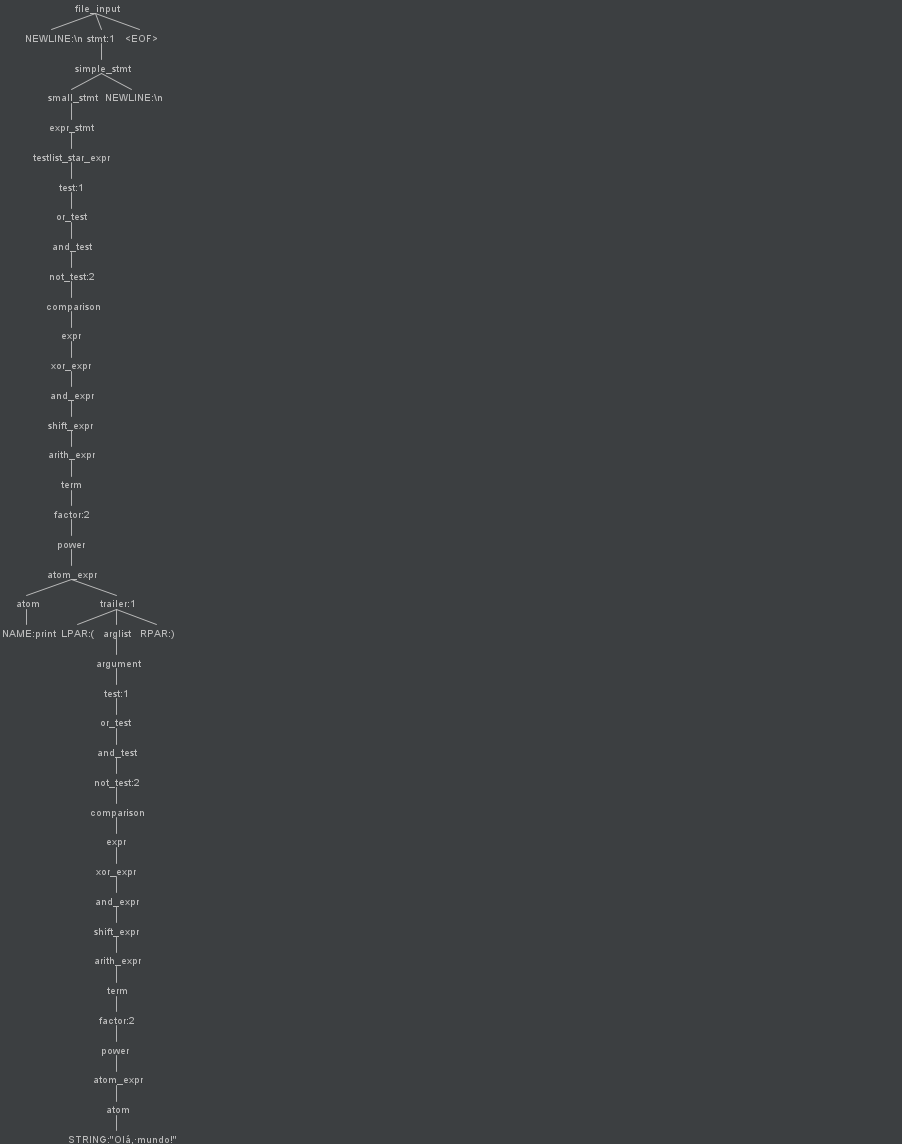 file_input
NEWLINE:\n stmt:1 <EOF>
simple_stmt
small_stmt NEWLINE:\n
expr_stmt
testlist_star_expr
test:1
or_test
and_test
not_test:2
comparison
expr
xor_expr
and_expr
shift_expr
arith_expr
term
factor:2
power
atom_expr
atom trailer:1
NAME:print LPAR:( arglist RPAR:)
argument
test:1
or_test
and_test
not_test:2
comparison
expr
xor_expr
and_expr
shift_expr
arith_expr
term
factor:2
power
atom_expr
atom
STRING:"Olá,·mundo!"